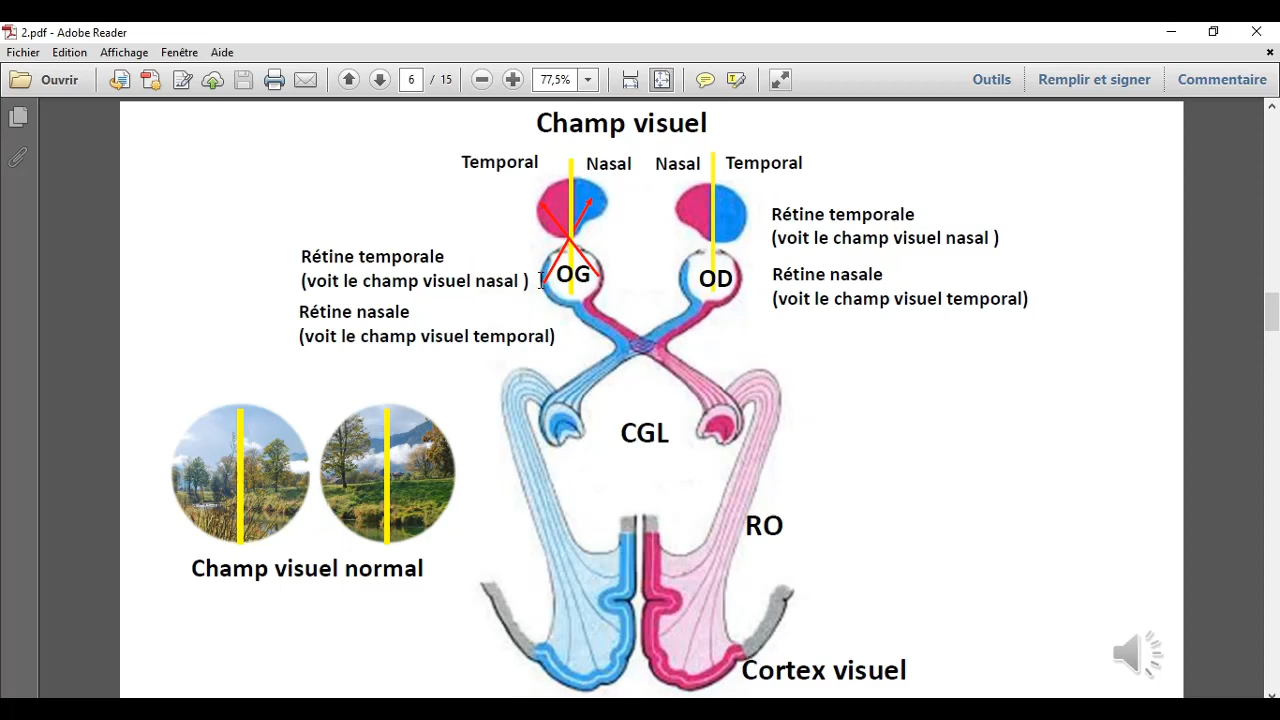 2.pdf - Adobe Reader
Fichier Edition Affichage Fenêtre Aide
Ouvrir 6 / 15 77,5% Outils Remplir et signer Commentaire
Champ visuel
Temporal Nasal Nasal Temporal
Rétine temporale
(voit le champ visuel nasal )
Rétine nasale
(voit le champ visuel temporal)
OG
OD
Rétine temporale
(voit le champ visuel nasal )
Rétine nasale
(voit le champ visuel temporal)
CGL
RO
Champ visuel normal
Cortex visuel